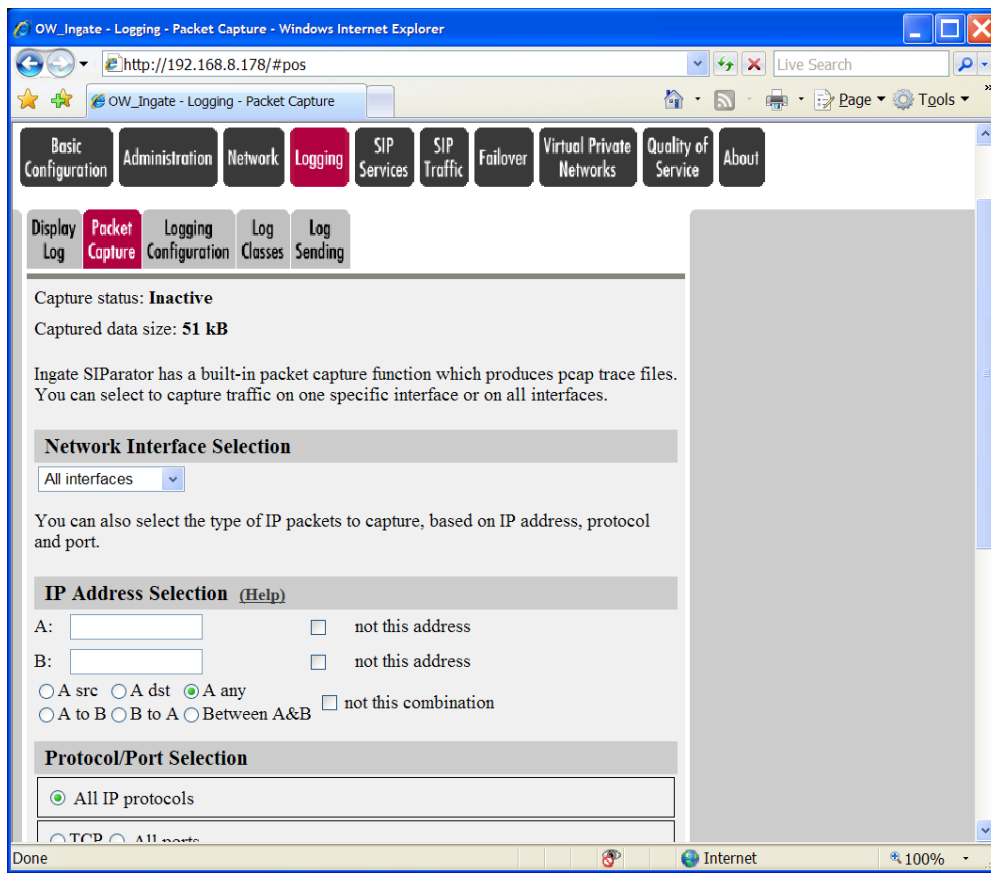 OW_Ingate - Logging - Packet Capture - Windows Internet Explorer
http://192.168.8.178/#pos
Live Search
OW_Ingate - Logging - Packet Capture
Page
Tools
»
Basic Configuration
Administration
Network
Logging
SIP Services
SIP Traffic
Failover
Virtual Private Networks
Quality of Service
About
Display Log
Packet Capture
Logging Configuration
Log Classes
Log Sending
Capture status: Inactive
Captured data size: 51 kB
Ingate SIParator has a built-in packet capture function which produces pcap trace files.
You can select to capture traffic on one specific interface or on all interfaces.
Network Interface Selection
All interfaces
You can also select the type of IP packets to capture, based on IP address, protocol
and port.
IP Address Selection (Help)
A: not this address
B: not this address
A src A dst A any
A to B B to A Between A&B
not this combination
Protocol/Port Selection
All IP protocols
TCP All ports
Done Internet 100%